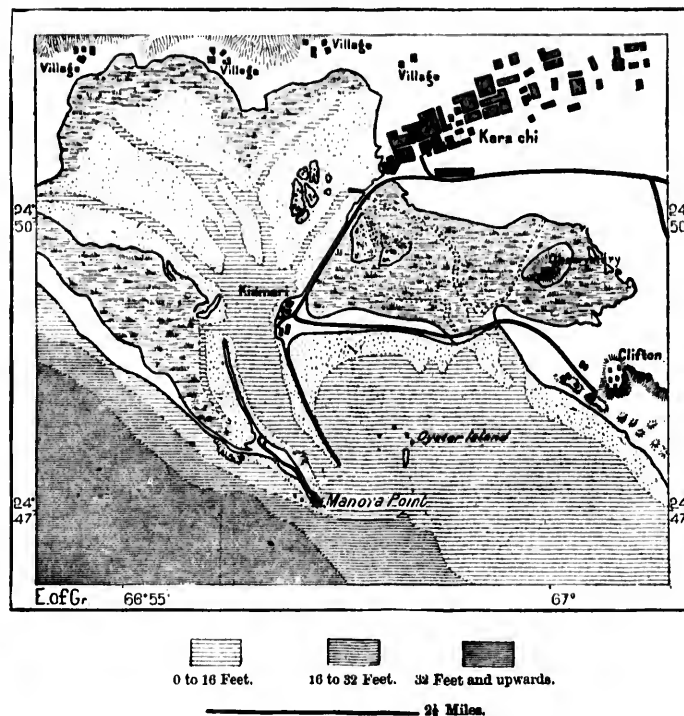 Village
Village
Village
Village
Kara chi
24°
50'
24
50'
Clifton
Oyster Island
Manora Point
24°
47'
24°
47'
E. of Gr.
66°55'
67°
0 to 16 Feet.
16 to 32 Feet.
32 Feet and upwards.
2½ Miles.